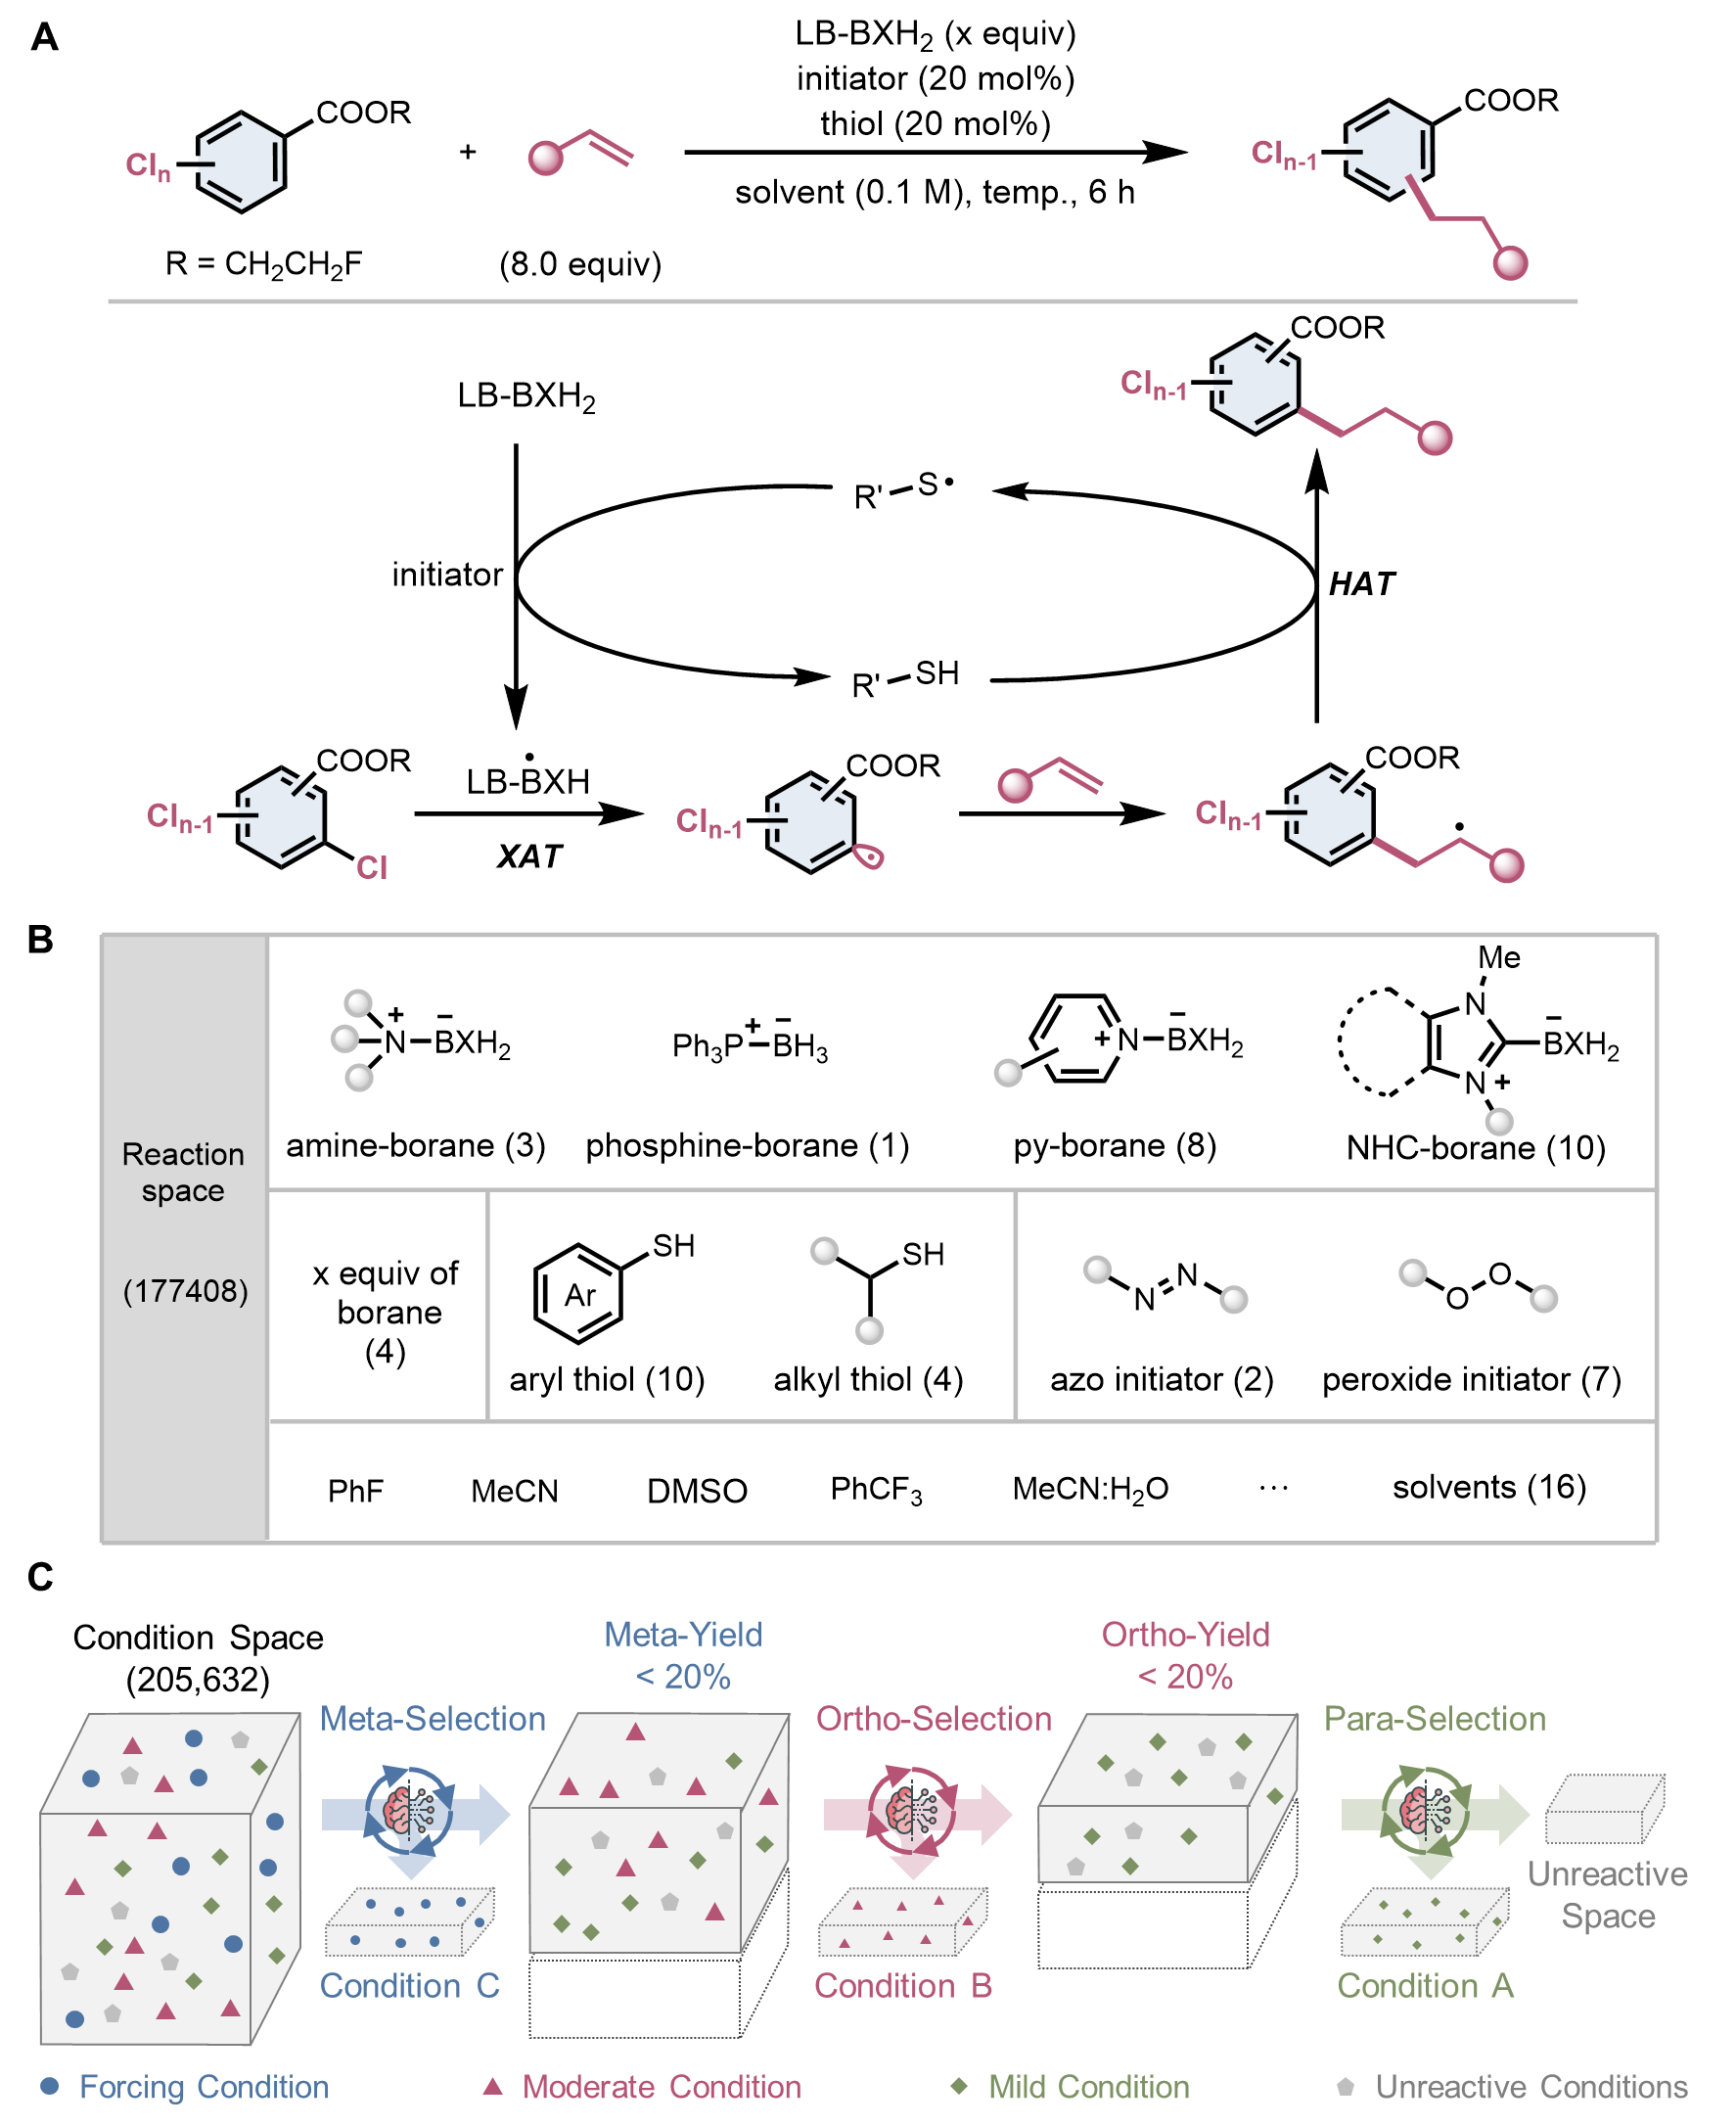 A
LB-BXH₂ (x equiv)
initiator (20 mol%)
thiol (20 mol%)
solvent (0.1 M), temp., 6 h
COOR
Clₙ
+
R = CH₂CH₂F
(8.0 equiv)
COOR
Clₙ₋₁
LB-BXH₂
initiator
R'
S•
R'
SH
HAT
COOR
Clₙ₋₁
COOR
Clₙ₋₁
Cl
LB-ḂXH
XAT
COOR
Clₙ₋₁
COOR
Clₙ₋₁
B
Reaction
space
(177408)
N⁺ B⁻XH₂
amine-borane (3)
Ph₃P⁺ B⁻H₃
phosphine-borane (1)
+ N B⁻XH₂
py-borane (8)
Me
N
B⁻XH₂
N +
NHC-borane (10)
x equiv of
borane
(4)
Ar
SH
aryl thiol (10)
SH
alkyl thiol (4)
N N
azo initiator (2)
O O
peroxide initiator (7)
PhF MeCN DMSO PhCF₃ MeCN:H₂O ⋯ solvents (16)
C
Condition Space
(205,632)
Meta-Selection
Condition C
Meta-Yield
< 20%
Ortho-Selection
Condition B
Ortho-Yield
< 20%
Para-Selection
Condition A
Unreactive
Space
Forcing Condition
Moderate Condition
Mild Condition
Unreactive Conditions